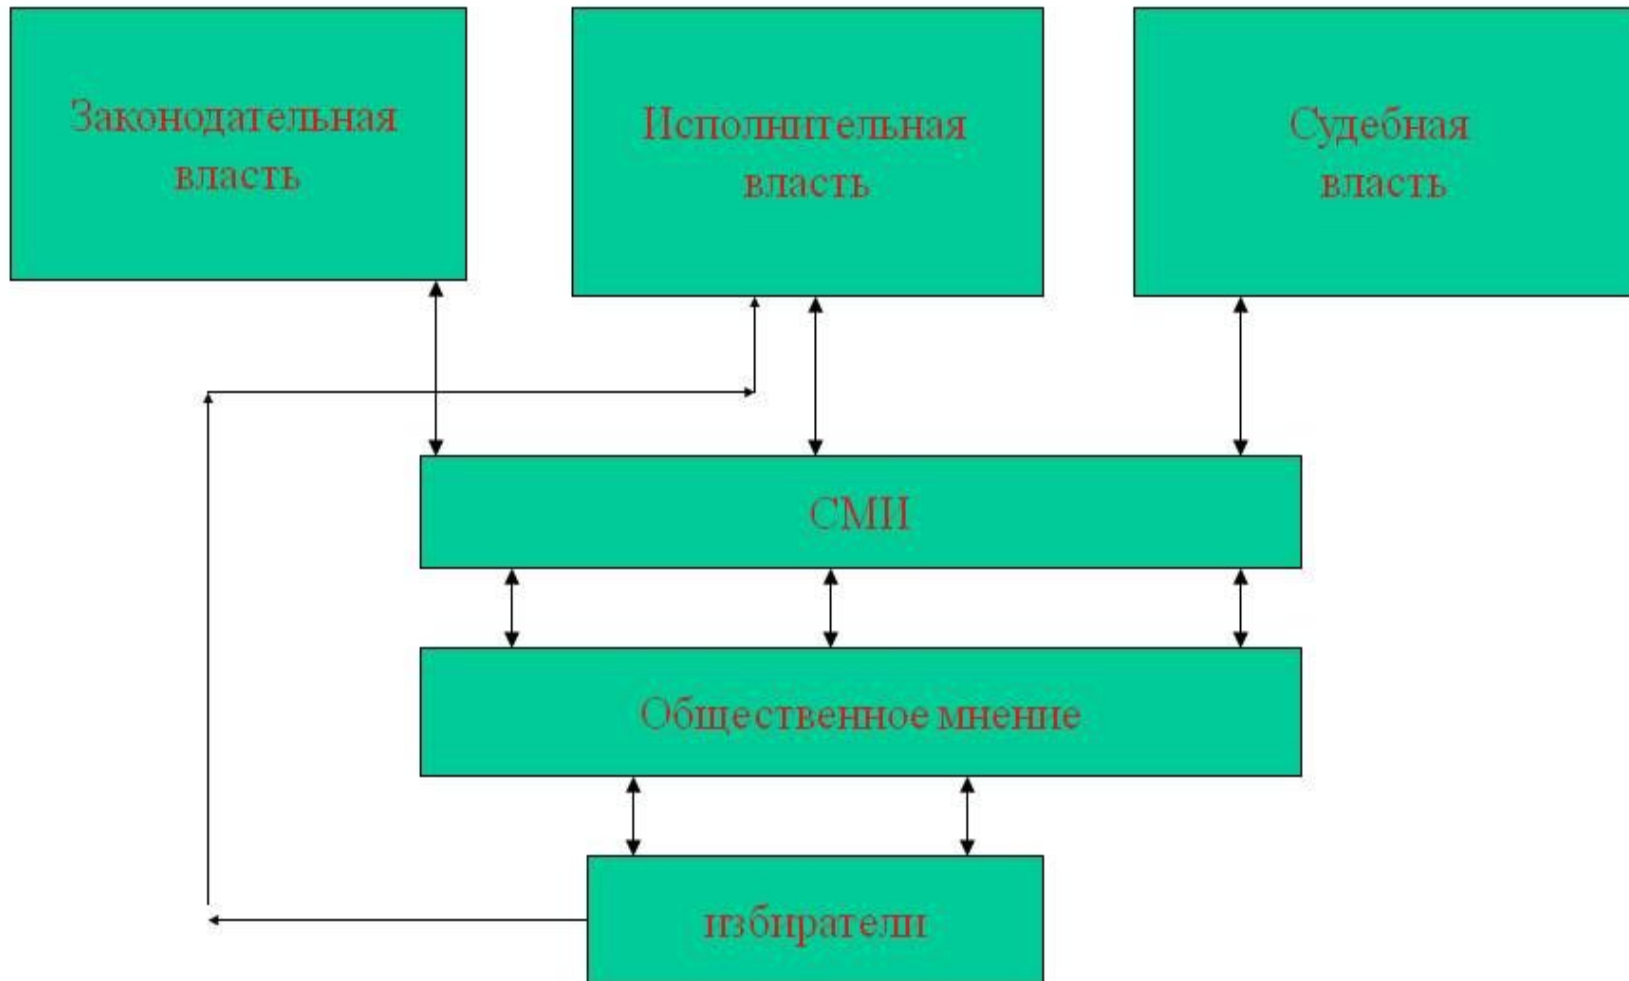 Законодательная
власть
Исполнительная
власть
Судебная
власть
СМИ
Общественное мнение
избиратели